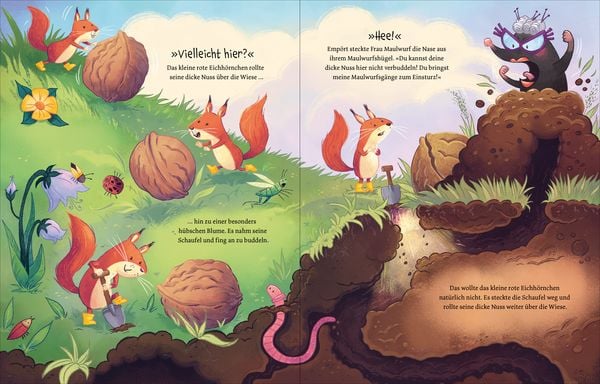 »Vielleicht hier?«
Das kleine rote Eichhörnchen rollte
seine dicke Nuss über die Wiese ...
... hin zu einer besonders
hübschen Blume. Es nahm seine
Schaufel und fing an zu buddeln.
»Hee!«
Empört steckte Frau Maulwurf die Nase aus
ihrem Maulwurfshügel. »Du kannst deine
dicke Nuss hier nicht verbuddeln! Du bringst
meine Maulwurfsgänge zum Einsturz!«
Das wollte das kleine rote Eichhörnchen
natürlich nicht. Es steckte die Schaufel weg und
rollte seine dicke Nuss weiter über die Wiese.